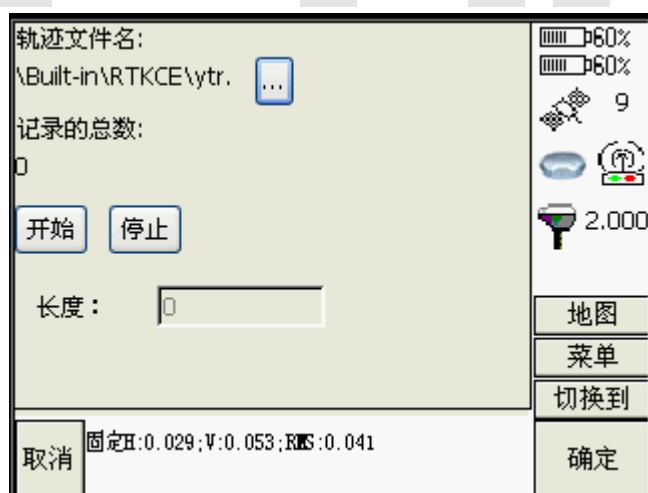 轨迹文件名:
\Built-in\RTKCE\ytr.
...
记录的总数:
0
开始 停止
长度： 0
60%
60%
9
2.000
地图
菜单
切换到
取消 固定H:0.029;V:0.053;RMS:0.041 确定